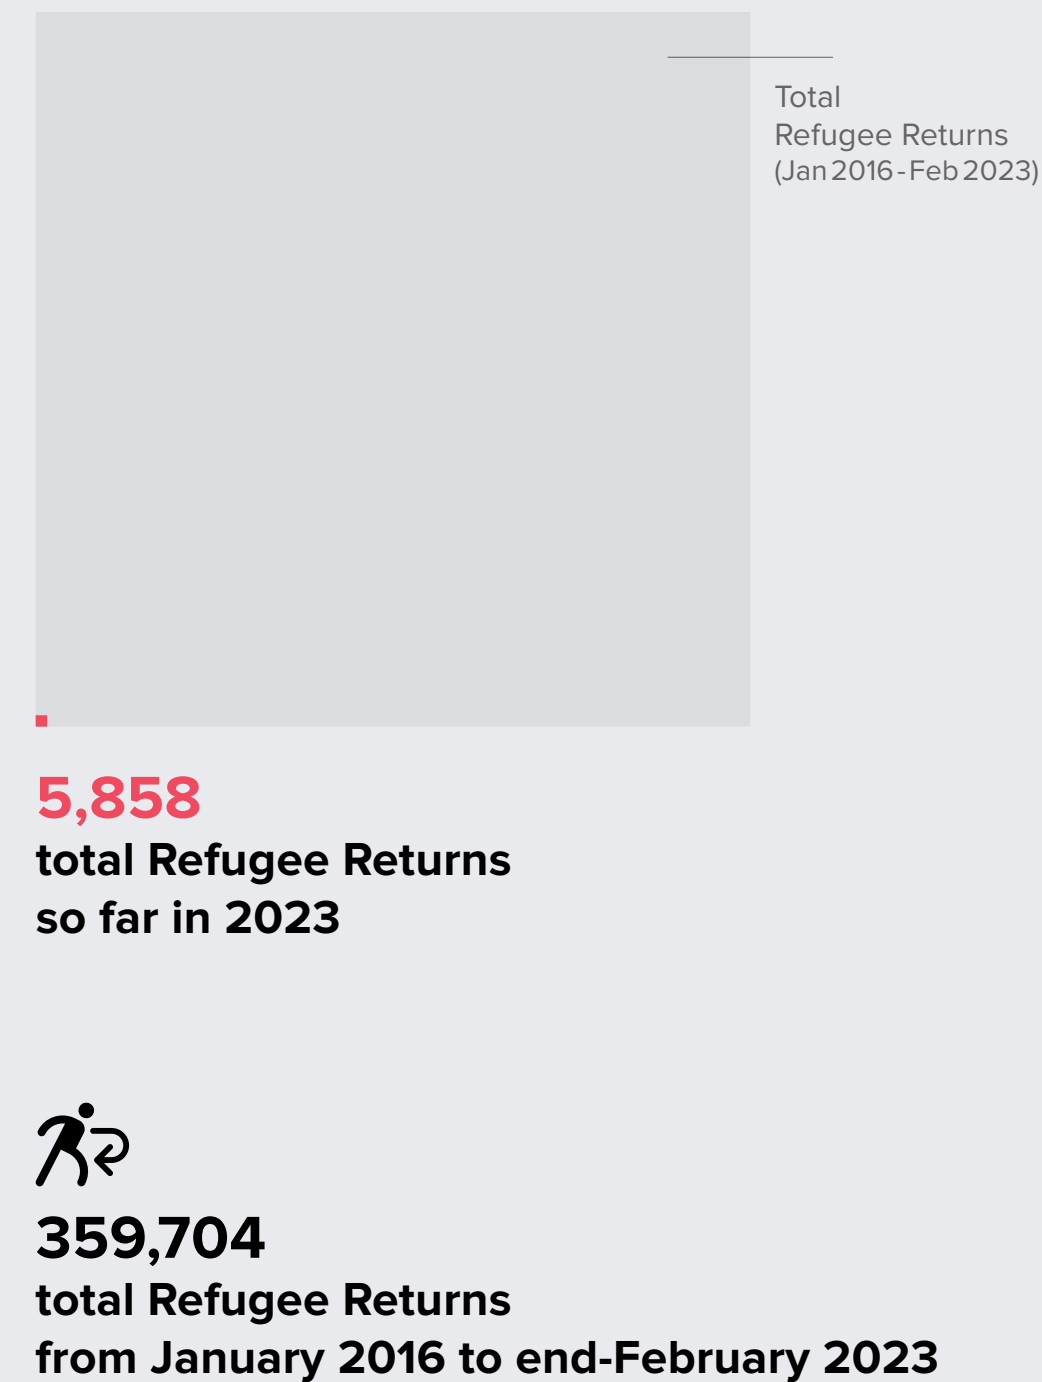 Total
Refugee Returns
(Jan 2016 - Feb 2023)
5,858
total Refugee Returns
so far in 2023
359,704
total Refugee Returns
from January 2016 to end-February 2023